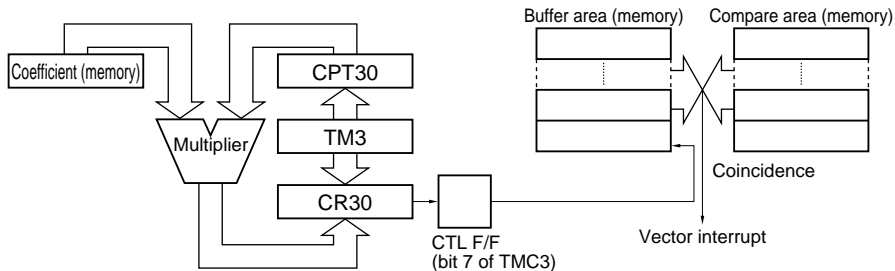 Buffer area (memory)
Compare area (memory)
Coefficient (memory)
CPT30
Multiplier
TM3
CR30
Coincidence
CTL F/F
(bit 7 of TMC3)
Vector interrupt